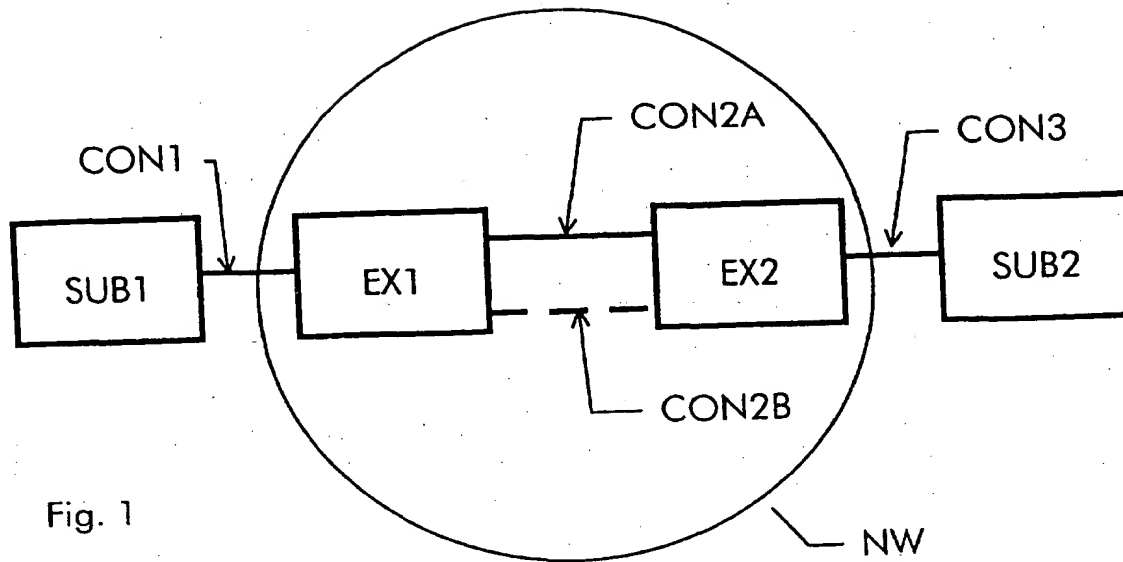 CON2A
CON3
CON1
SUB1
EX1
EX2
SUB2
CON2B
Fig. 1
NW